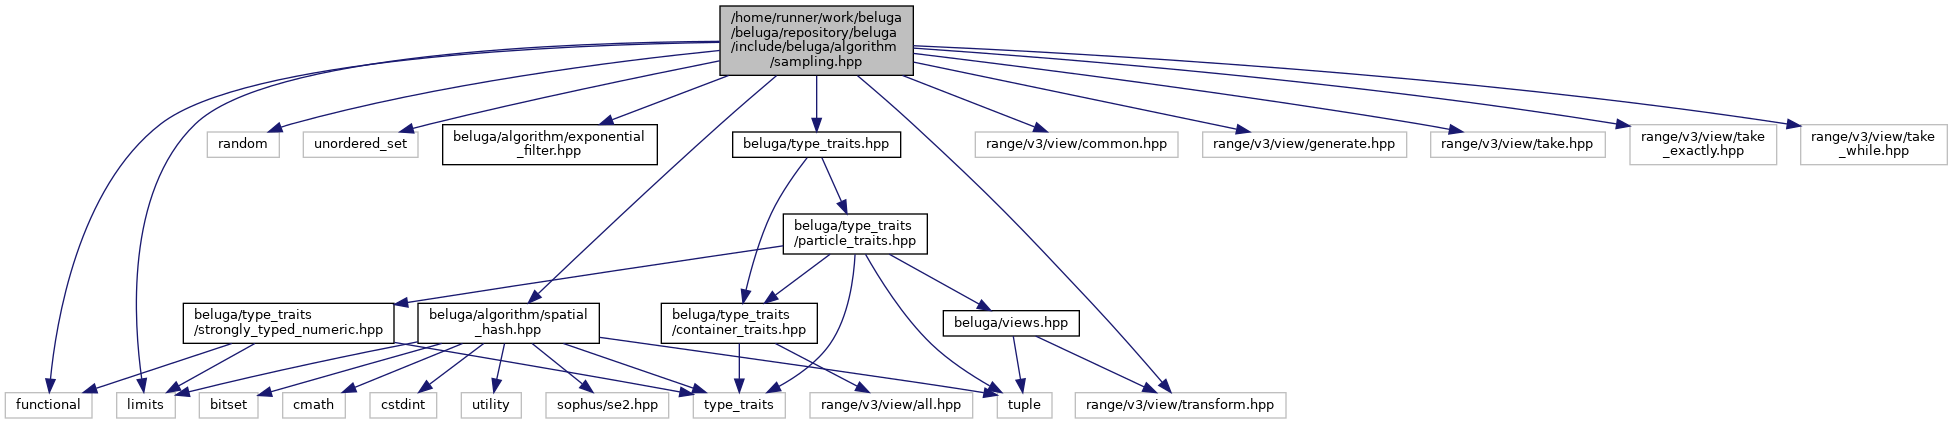 /home/runner/work/beluga
/beluga/repository/beluga
/include/beluga/algorithm
/sampling.hpp
random
unordered_set
beluga/algorithm/exponential
_filter.hpp
beluga/type_traits.hpp
range/v3/view/common.hpp
range/v3/view/generate.hpp
range/v3/view/take.hpp
range/v3/view/take
_exactly.hpp
range/v3/view/take
_while.hpp
beluga/type_traits
/particle_traits.hpp
beluga/type_traits
/strongly_typed_numeric.hpp
beluga/algorithm/spatial
_hash.hpp
beluga/type_traits
/container_traits.hpp
beluga/views.hpp
functional
limits
bitset
cmath
cstdint
utility
sophus/se2.hpp
type_traits
range/v3/view/all.hpp
tuple
range/v3/view/transform.hpp